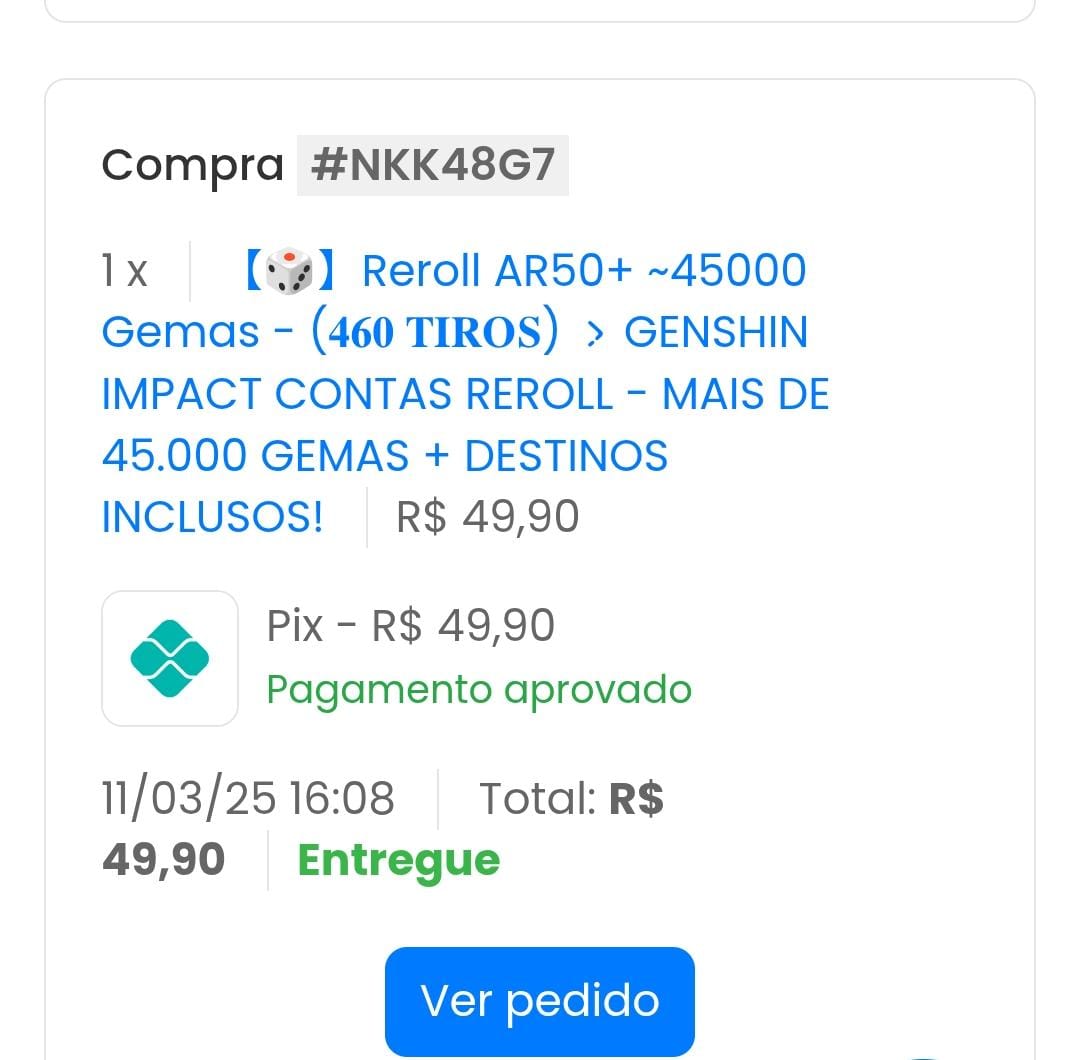 Compra #NKK48G7
1 x 【🎲】Reroll AR50+ ~45000
Gemas - (𝟒𝟔𝟎 𝐓𝐈𝐑𝐎𝐒) > GENSHIN
IMPACT CONTAS REROLL - MAIS DE
45.000 GEMAS + DESTINOS
INCLUSOS! R$ 49,90
Pix - R$ 49,90
Pagamento aprovado
11/03/25 16:08 Total: R$
49,90 Entregue
Ver pedido